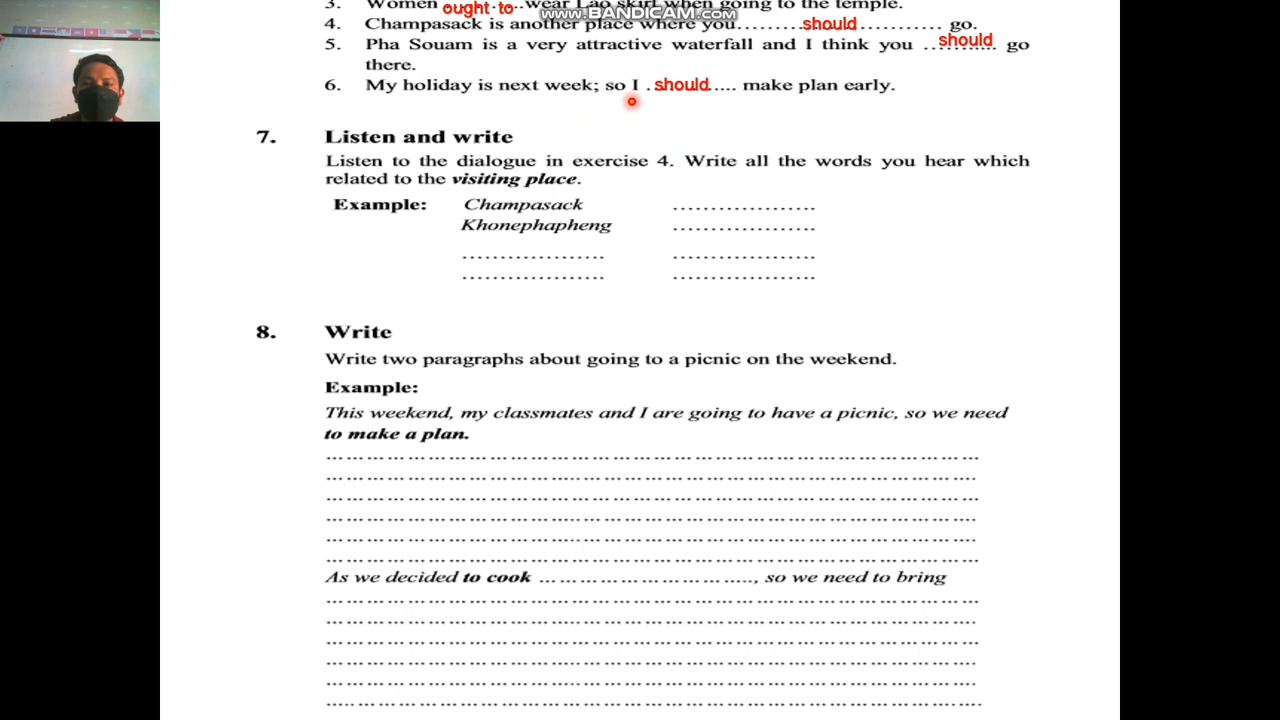 3. Women ought to..wear Lao skirt when going to the temple.
www.BANDICAM.com
4. Champasack is another place where you.........should........... go.
5. Pha Souam is a very attractive waterfall and I think you ..should.... go
there.
6. My holiday is next week; so I .should..... make plan early.
7. Listen and write
Listen to the dialogue in exercise 4. Write all the words you hear which
related to the visiting place.
Example: Champasack ...................
Khonephapheng ...................
................... ...................
................... ...................
8. Write
Write two paragraphs about going to a picnic on the weekend.
Example:
This weekend, my classmates and I are going to have a picnic, so we need
to make a plan.
As we decided to cook ................................, so we need to bring